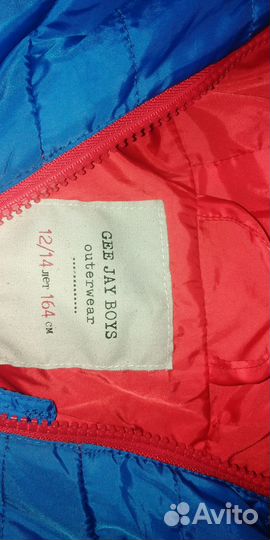 GEE JAY BOYS
outerwear
12/14 лет 164 см
Avito